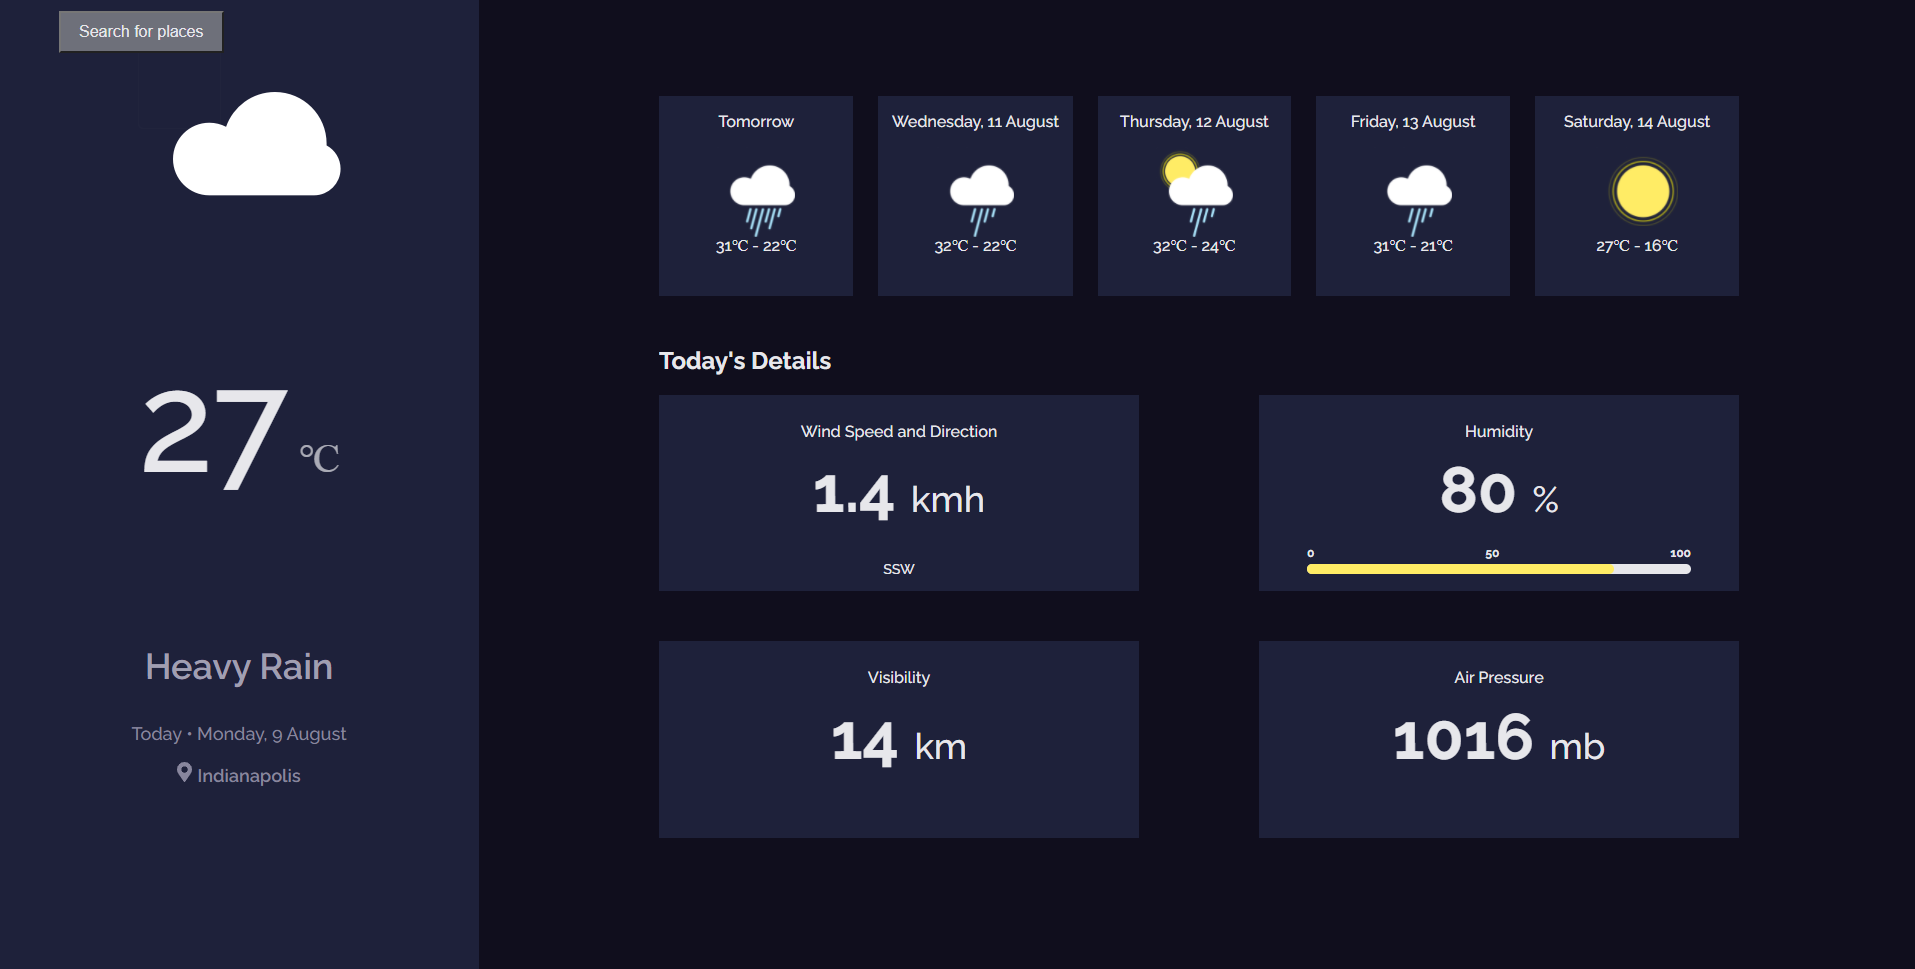 Search for places
27 ℃
Heavy Rain
Today • Monday, 9 August
Indianapolis
Tomorrow
31℃ - 22℃
Wednesday, 11 August
32℃ - 22℃
Thursday, 12 August
32℃ - 24℃
Friday, 13 August
31℃ - 21℃
Saturday, 14 August
27℃ - 16℃
Today's Details
Wind Speed and Direction
1.4 kmh
SSW
Humidity
80 %
0 50 100
Visibility
14 km
Air Pressure
1016 mb